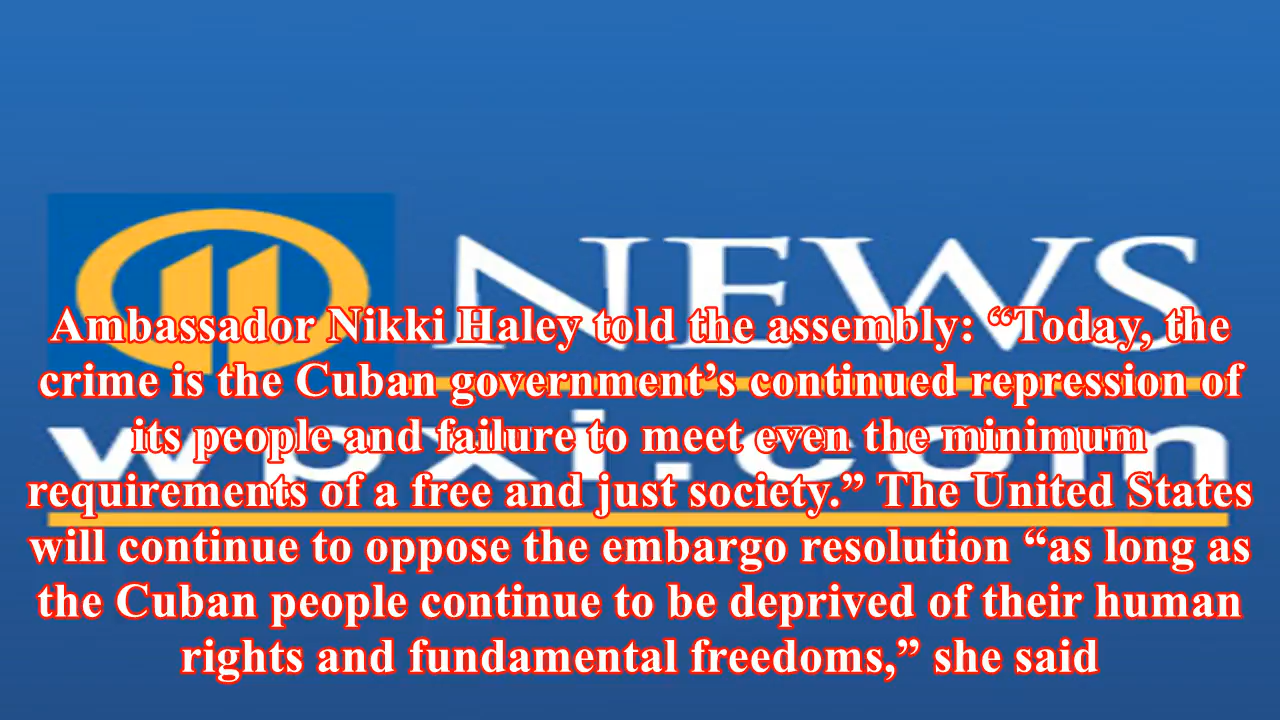 11 NEWS
wpxi.com
Ambassador Nikki Haley told the assembly: “Today, the
crime is the Cuban government’s continued repression of
its people and failure to meet even the minimum
requirements of a free and just society.” The United States
will continue to oppose the embargo resolution “as long as
the Cuban people continue to be deprived of their human
rights and fundamental freedoms,” she said